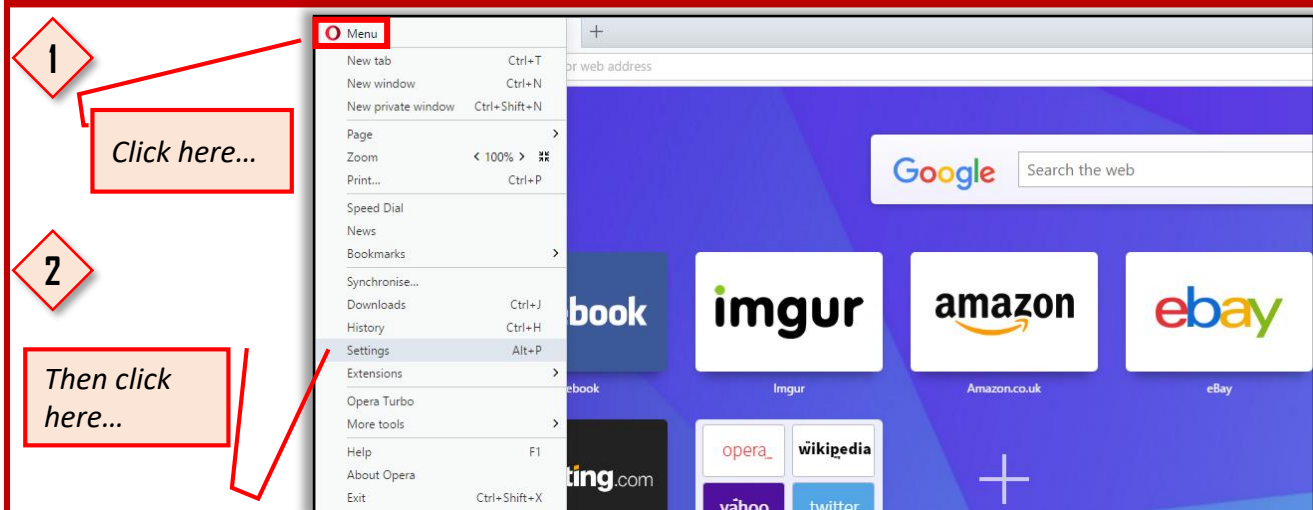 1
Click here...
2
Then click
here...
Menu
New tab Ctrl+T
New window Ctrl+N
New private window Ctrl+Shift+N
Page >
Zoom < 100% >
Print... Ctrl+P
Speed Dial
News
Bookmarks >
Synchronise...
Downloads Ctrl+J
History Ctrl+H
Settings Alt+P
Extensions >
Opera Turbo
More tools >
Help F1
About Opera
Exit Ctrl+Shift+X
+
or web address
Google Search the web
book imgur amazon ebay
ebook Imgur Amazon.co.uk eBay
ting.com
opera_ wikipedia
yahoo twitter